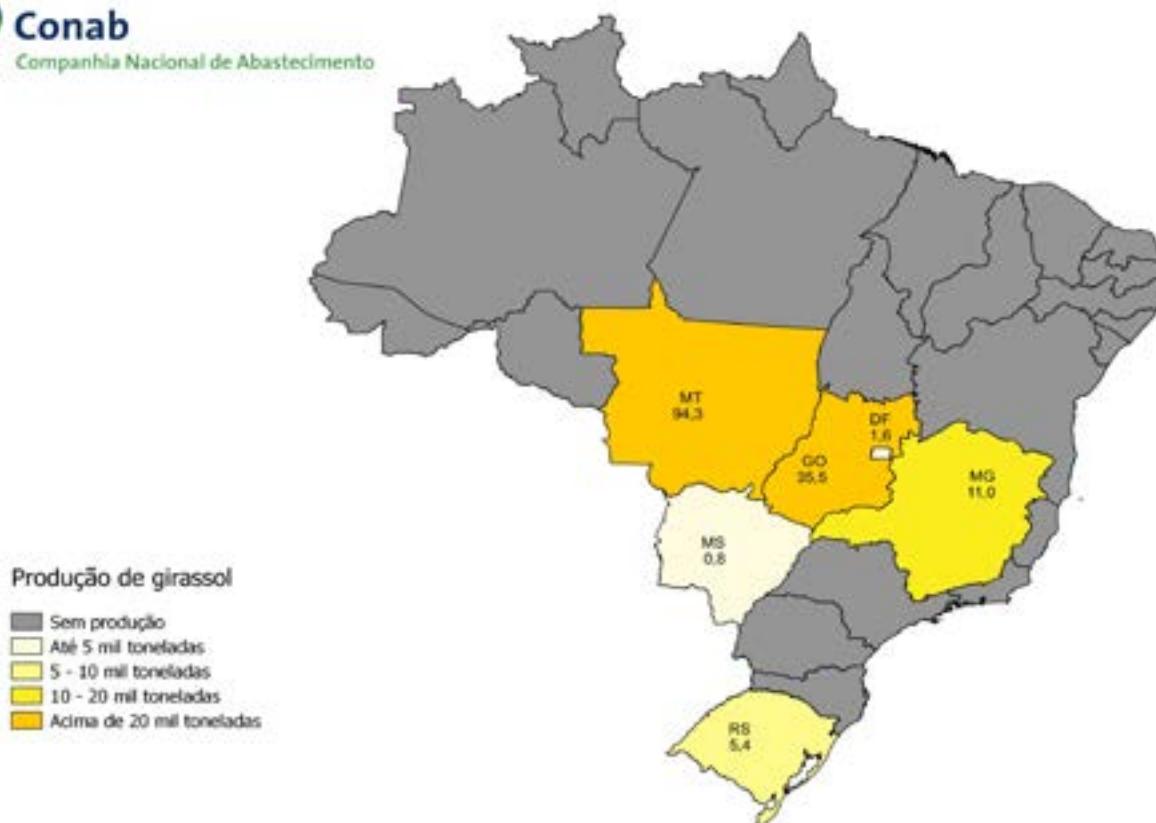 Conab
Companhia Nacional de Abastecimento
MT
94,3
DF
1,6
GO
35,5
MG
11,0
MS
0,8
Produção de girassol
Sem produção
Até 5 mil toneladas
5 - 10 mil toneladas
10 - 20 mil toneladas
Acima de 20 mil toneladas
RS
5,4